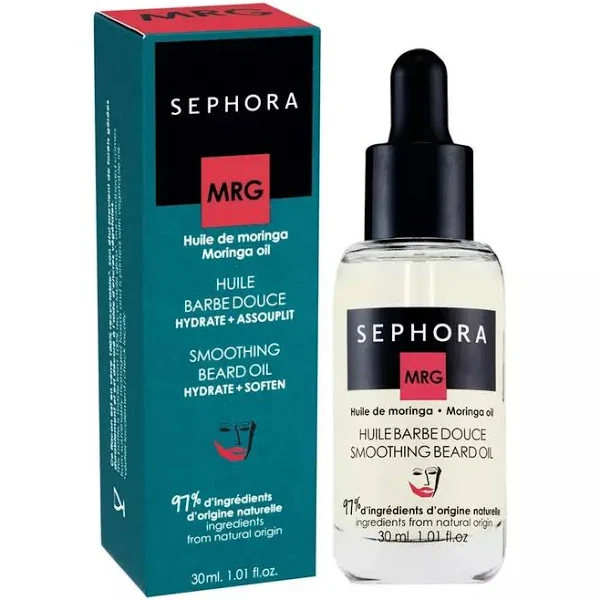 MRG
SEPHORA
MRG
Huile de moringa
Moringa oil
HUILE
BARBE DOUCE
HYDRATE + ASSOUPLIT
SMOOTHING
BEARD OIL
HYDRATE + SOFTEN
97% d'ingrédients
d'origine naturelle
ingredients
from natural origin
30ml. 1.01 fl.oz.
SEPHORA
MRG
Huile de moringa • Moringa oil
HUILE BARBE DOUCE
SMOOTHING BEARD OIL
97% d'ingrédients d'origine naturelle
ingredients from natural origin
30 ml. 1.01 fl.oz.